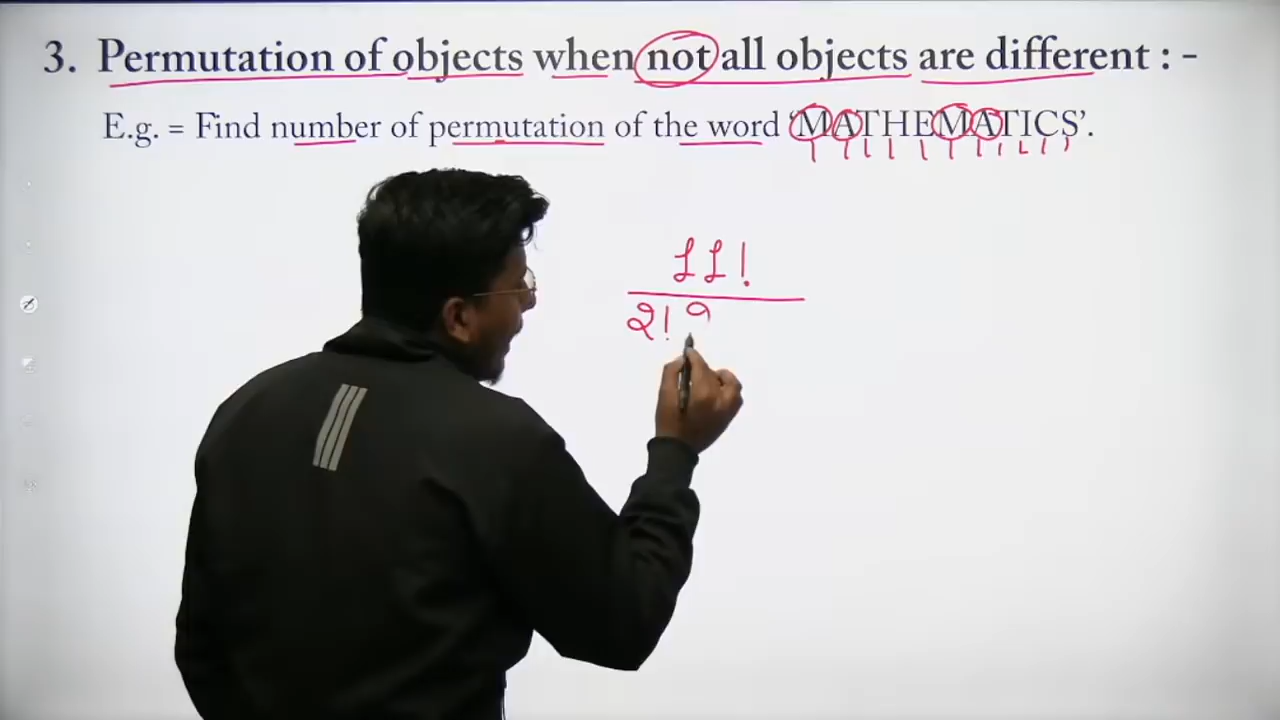 3. Permutation of objects when not all objects are different : -
E.g. = Find number of permutation of the word ‘MATHEMATICS’.
11!
2!